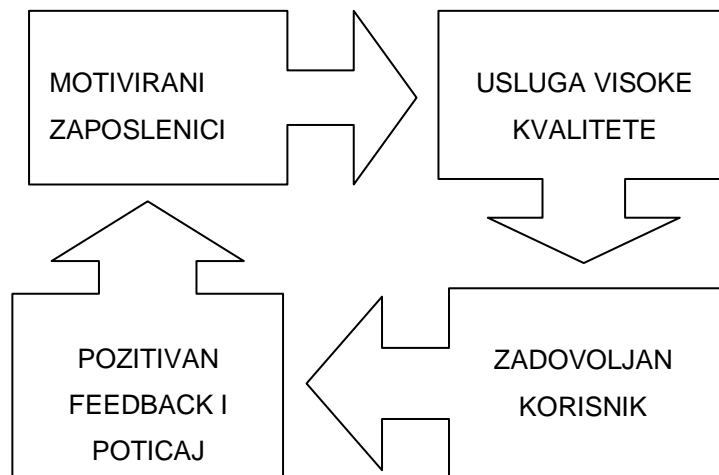 MOTIVIRANI
ZAPOSLENICI
USLUGA VISOKE
KVALITETE
POZITIVAN
FEEDBACK I
POTICAJ
ZADOVOLJAN
KORISNIK